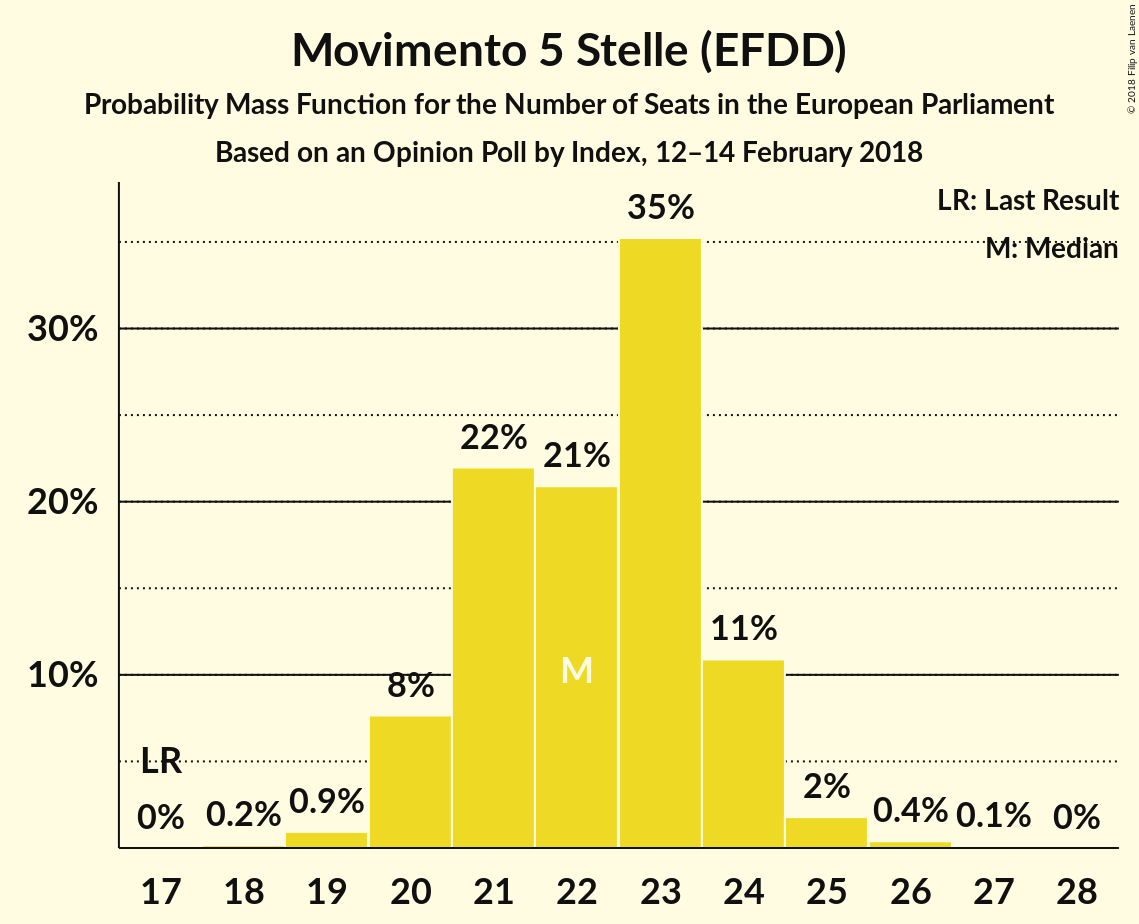 Movimento 5 Stelle (EFDD)
Probability Mass Function for the Number of Seats in the European Parliament
Based on an Opinion Poll by Index, 12–14 February 2018
© 2018 Filip van Laenen
LR: Last Result
M: Median
35%
30%
22%
21%
20%
11%
10%
M
8%
LR
2%
0%
0.2%
0.9%
0.4%
0.1%
0%
17 18 19 20 21 22 23 24 25 26 27 28